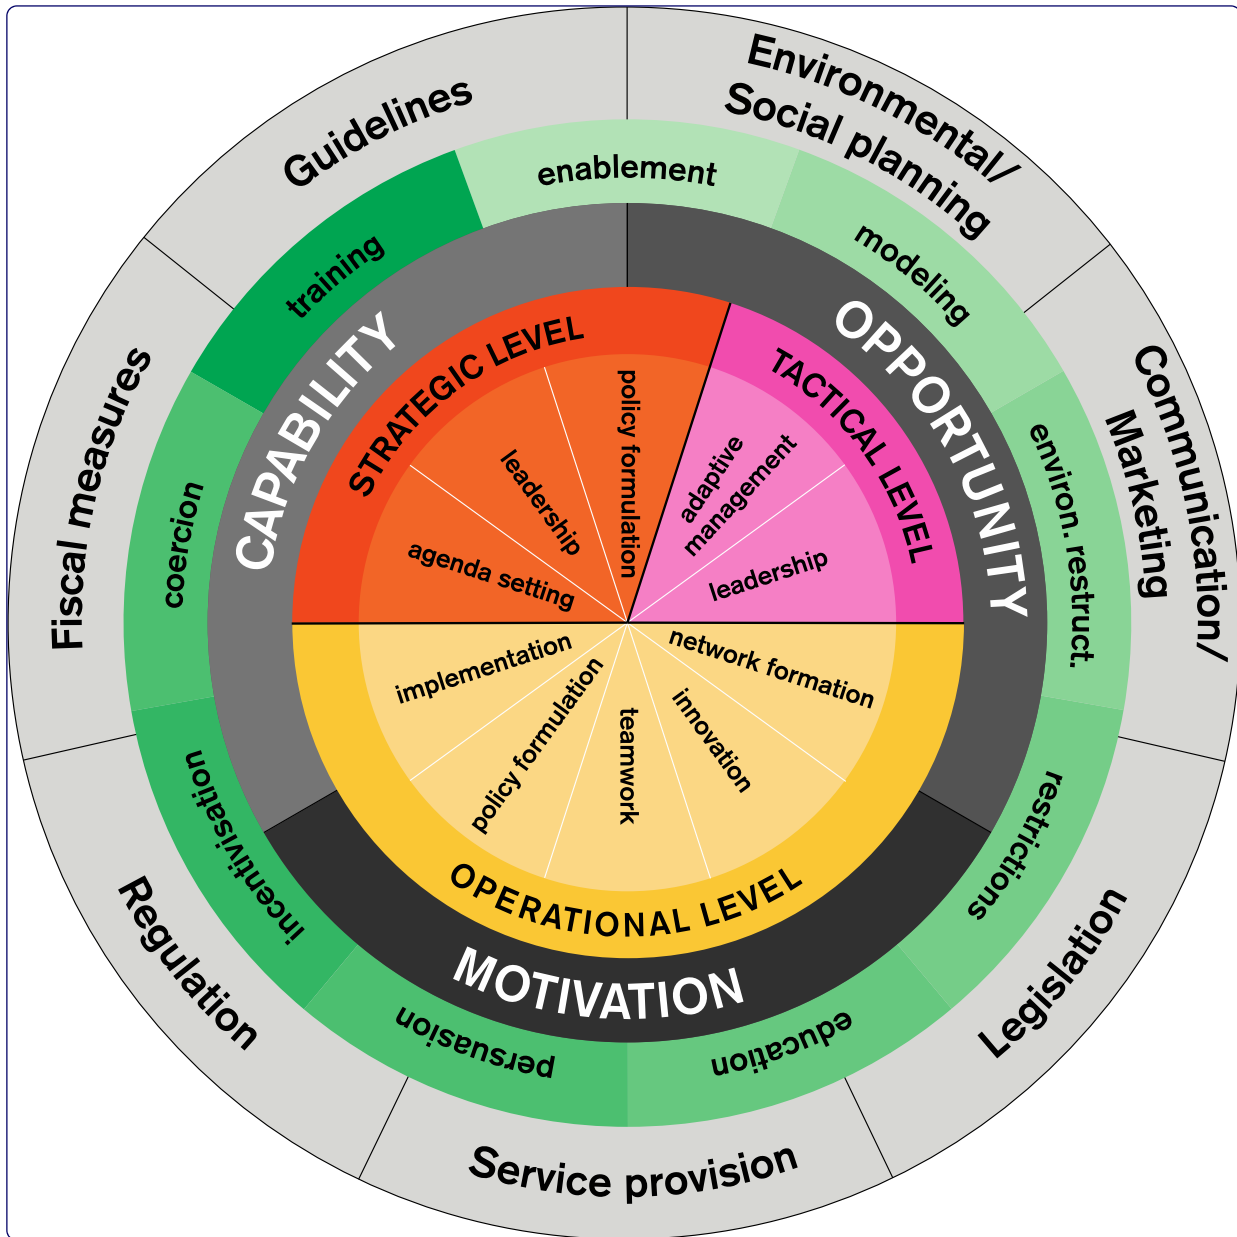 Environmental/
Social planning
Communication/
Marketing
Legislation
Service provision
Regulation
Fiscal measures
Guidelines
enablement
modeling
environ. restruct.
restrictions
education
persuasion
incentivisation
coercion
training
CAPABILITY
OPPORTUNITY
MOTIVATION
STRATEGIC LEVEL
TACTICAL LEVEL
OPERATIONAL LEVEL
agenda setting
leadership
policy formulation
adaptive
management
leadership
network formation
innovation
teamwork
policy formulation
implementation